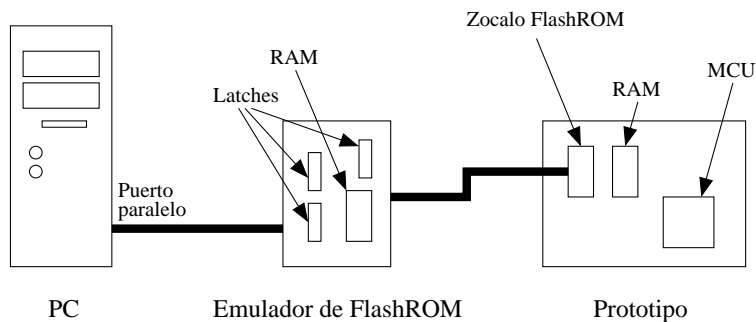 Zocalo FlashROM
RAM
MCU
Latches
RAM
Puerto
paralelo
PC
Emulador de FlashROM
Prototipo